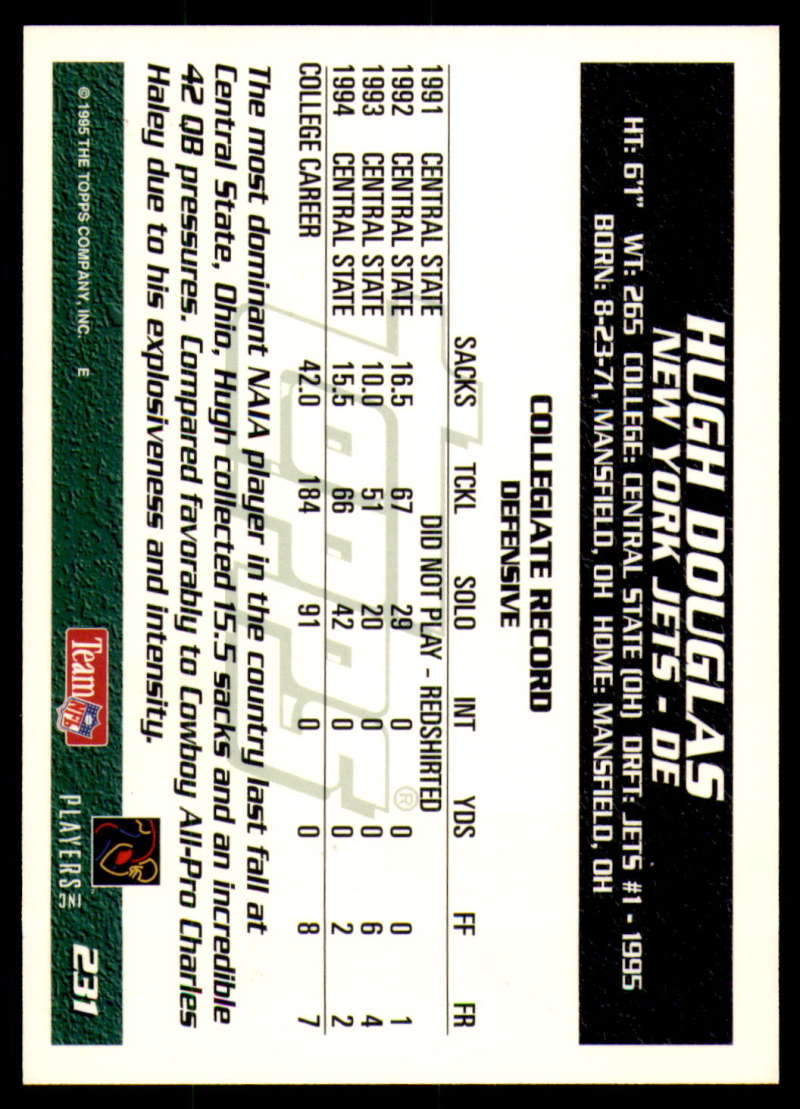 HUGH DOUGLAS
NEW YORK JETS - DE
HT: 6'1" WT: 265 COLLEGE: CENTRAL STATE (OH) DRFT: JETS #1 - 1995
BORN: 8-23-71, MANSFIELD, OH HOME: MANSFIELD, OH
COLLEGIATE RECORD
DEFENSIVE
SACKS TCKL SOLO INT YDS FF FR
1991 CENTRAL STATE DID NOT PLAY - REDSHIRTED
1992 CENTRAL STATE 16.5 67 29 0 0 0 1
1993 CENTRAL STATE 10.0 51 20 0 0 6 4
1994 CENTRAL STATE 15.5 66 42 0 0 2 2
COLLEGE CAREER 42.0 184 91 0 0 8 7
Topps®
The most dominant NAIA player in the country last fall at
Central State, Ohio, Hugh collected 15.5 sacks and an incredible
42 QB pressures. Compared favorably to Cowboy All-Pro Charles
Haley due to his explosiveness and intensity.
© 1995 THE TOPPS COMPANY, INC. E
Team
NFL
PLAYERS INC
231